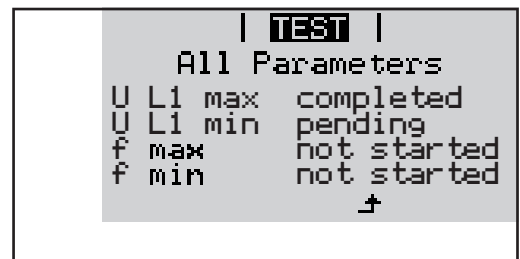 | TEST |
All Parameters
U L1 max completed
U L1 min pending
f max not started
f min not started